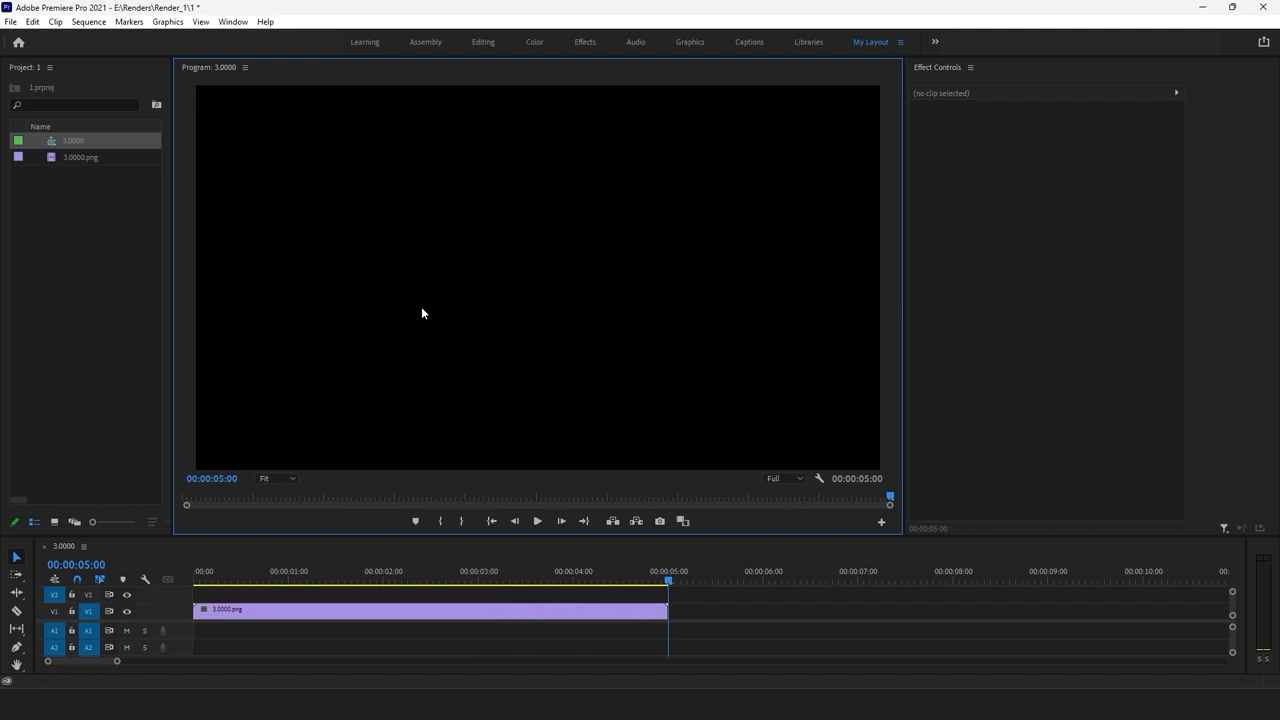 Adobe Premiere Pro 2021 - E:\Renders\Render_1\1 *
File Edit Clip Sequence Markers Graphics View Window Help
Learning Assembly Editing Color Effects Audio Graphics Captions Libraries My Layout
Project: 1
1.prproj
Name
3.0000
3.0000.png
Program: 3.0000
00:00:05:00 Fit Full 00:00:05:00
Effect Controls
(no clip selected)
00:00:05:00
3.0000
00:00:05:00
:00:00 00:00:01:00 00:00:02:00 00:00:03:00 00:00:04:00 00:00:05:00 00:00:06:00 00:00:07:00 00:00:08:00 00:00:09:00 00:00:10:00 00:
V2 V2
V1 V1 3.0000.png
A1 A1 M S
A2 A2 M S
S S